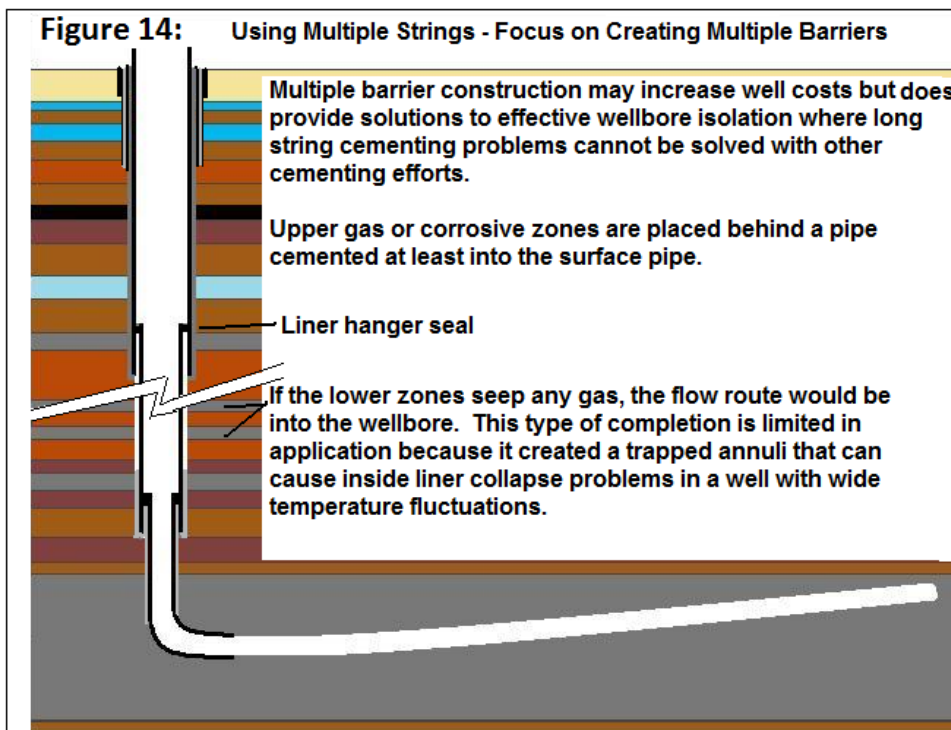 Figure 14: Using Multiple Strings - Focus on Creating Multiple Barriers
Multiple barrier construction may increase well costs but does
provide solutions to effective wellbore isolation where long
string cementing problems cannot be solved with other
cementing efforts.
Upper gas or corrosive zones are placed behind a pipe
cemented at least into the surface pipe.
Liner hanger seal
If the lower zones seep any gas, the flow route would be
into the wellbore. This type of completion is limited in
application because it created a trapped annuli that can
cause inside liner collapse problems in a well with wide
temperature fluctuations.